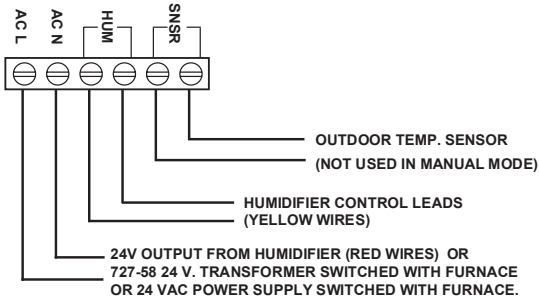 AC L
AC N
HUM
SNSR
OUTDOOR TEMP. SENSOR
(NOT USED IN MANUAL MODE)
HUMIDIFIER CONTROL LEADS
(YELLOW WIRES)
24V OUTPUT FROM HUMIDIFIER (RED WIRES) OR
727-58 24 V. TRANSFORMER SWITCHED WITH FURNACE
OR 24 VAC POWER SUPPLY SWITCHED WITH FURNACE.